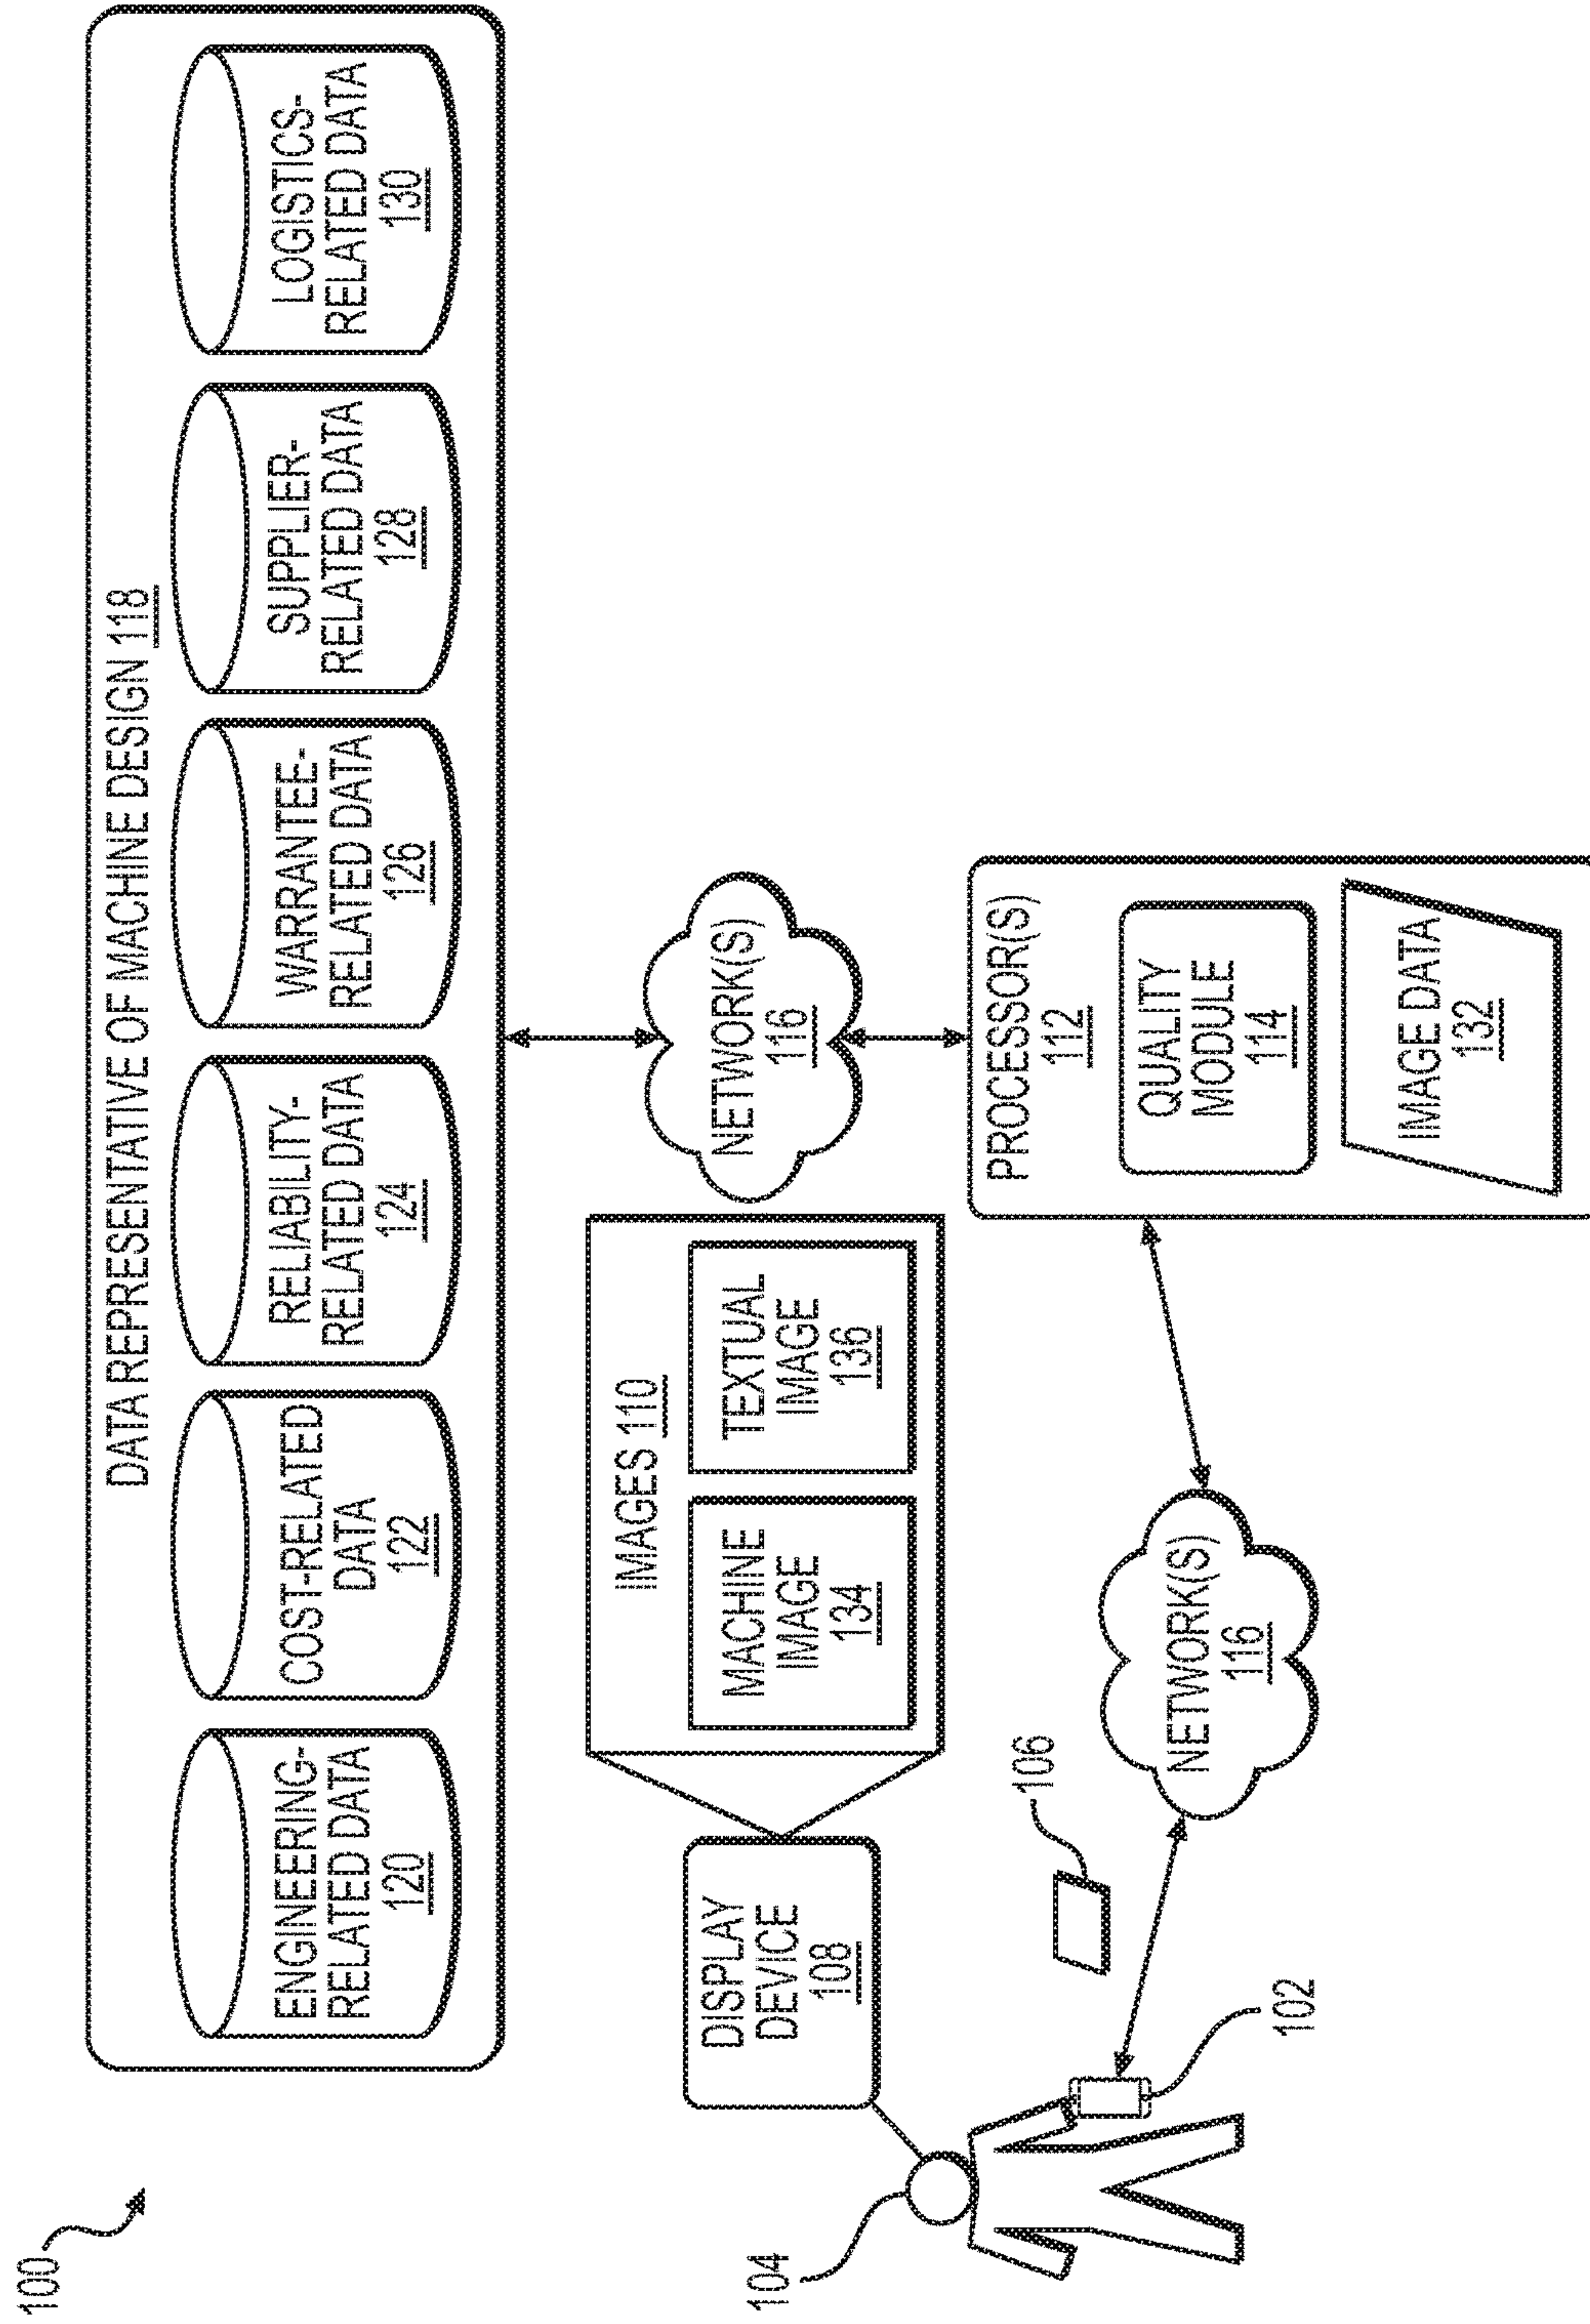 100
DATA REPRESENTATIVE OF MACHINE DESIGN 118
ENGINEERING-
RELATED DATA
120
COST-RELATED
DATA
122
RELIABILITY-
RELATED DATA
124
WARRANTEE-
RELATED DATA
126
SUPPLIER-
RELATED DATA
128
LOGISTICS-
RELATED DATA
130
IMAGES 110
MACHINE
IMAGE
134
TEXTUAL
IMAGE
136
DISPLAY
DEVICE
108
NETWORK(S)
116
104
106
102
NETWORK(S)
116
PROCESSOR(S)
112
QUALITY
MODULE
114
IMAGE DATA
132